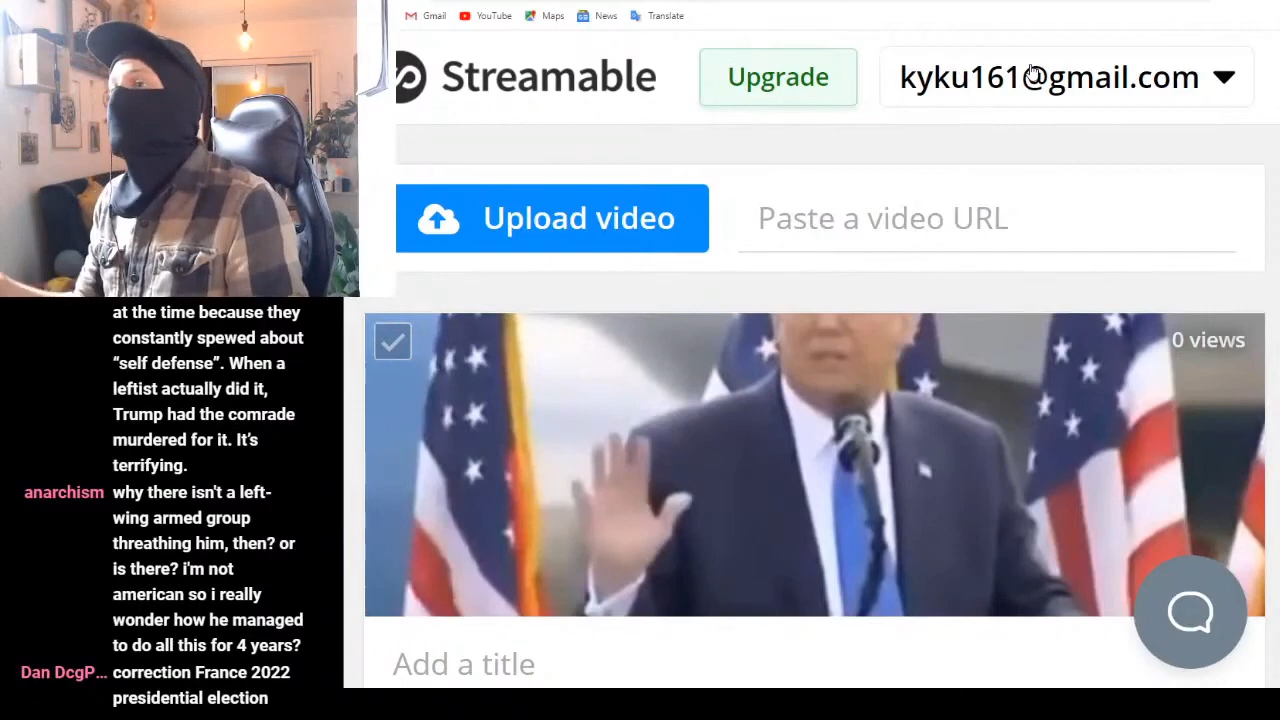 Gmail
YouTube
Maps
News
Translate
Streamable
Upgrade
kyku161@gmail.com
Upload video
Paste a video URL
0 views
Add a title
at the time because they
constantly spewed about
“self defense”. When a
leftist actually did it,
Trump had the comrade
murdered for it. It’s
terrifying.
anarchism why there isn't a left-
wing armed group
threathing him, then? or
is there? i'm not
american so i really
wonder how he managed
to do all this for 4 years?
Dan DcgP... correction France 2022
presidential election